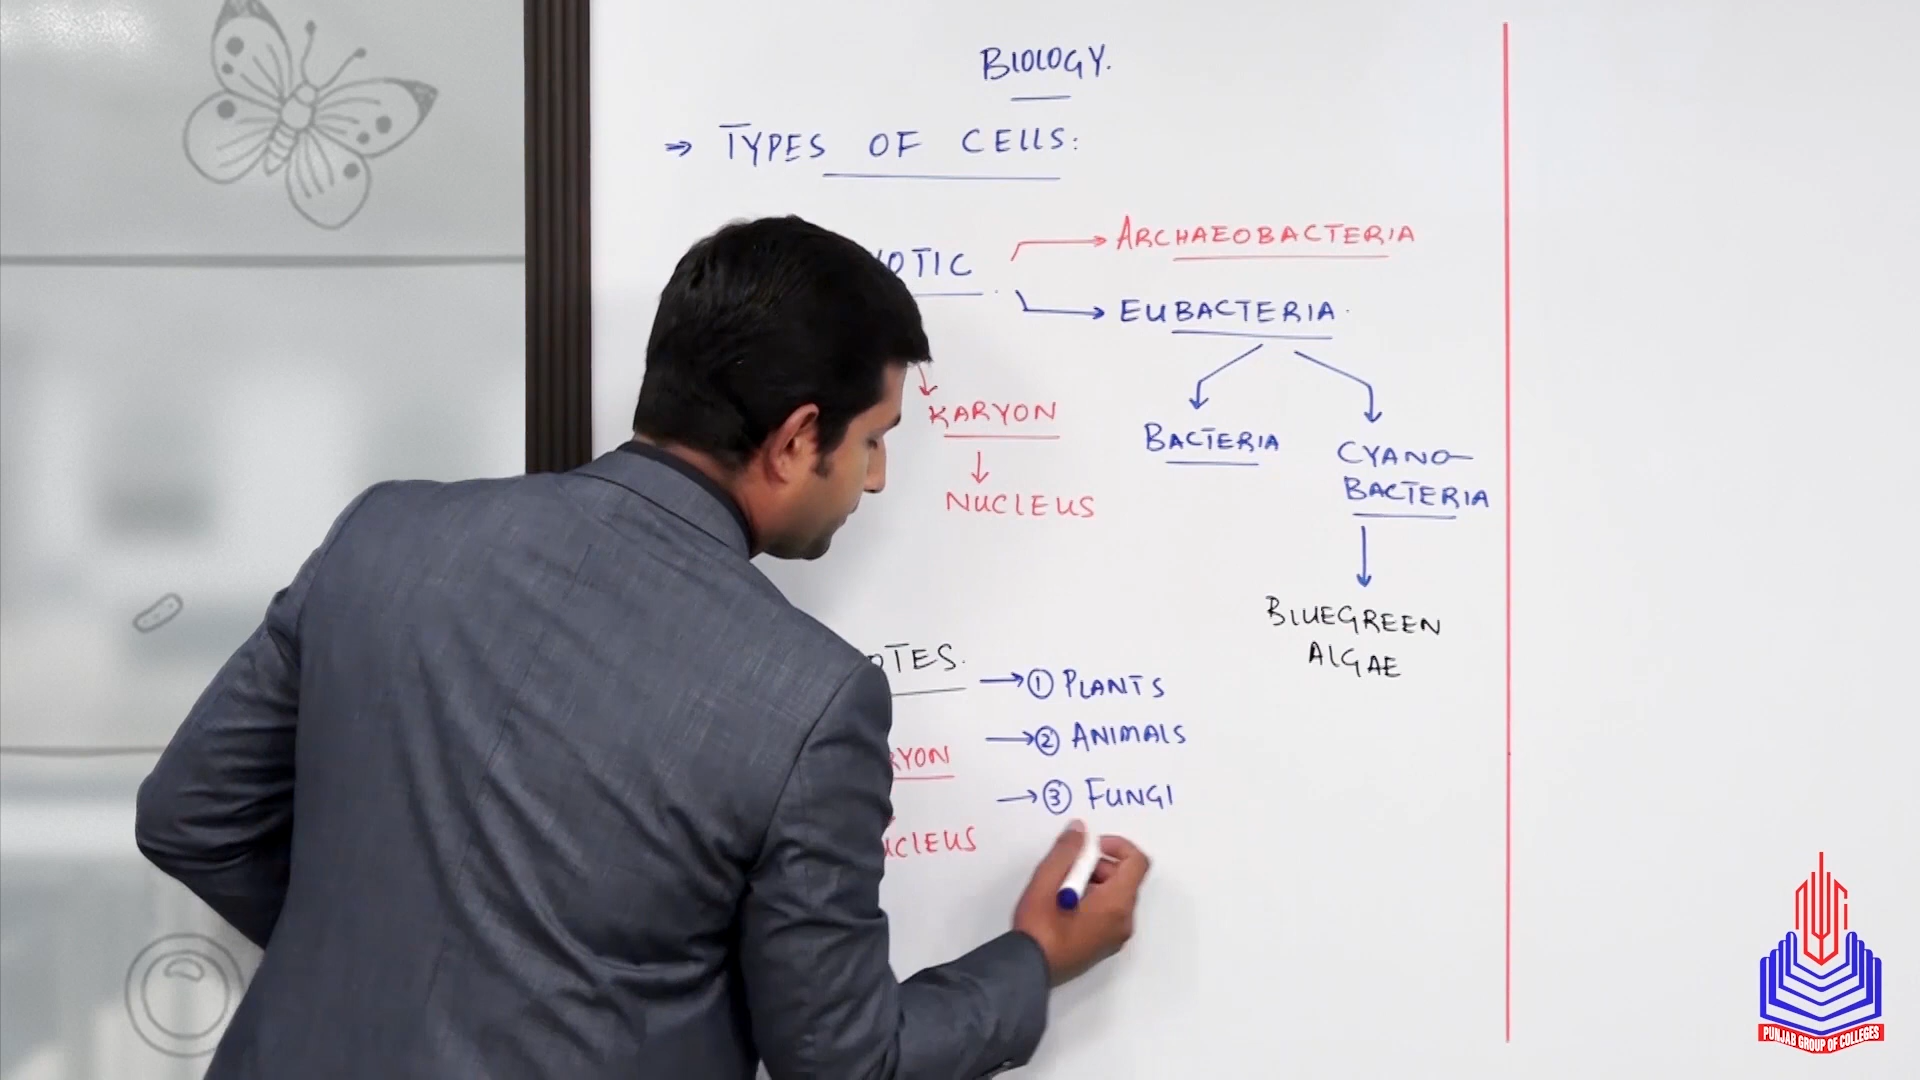 BIOLOGY.
⇒ TYPES OF CELLS:
OTIC
→ ARCHAEOBACTERIA
→ EUBACTERIA.
KARYON
NUCLEUS
BACTERIA
CYANO-
BACTERIA
BLUEGREEN
ALGAE
OTES.
→ ① PLANTS
→ ② ANIMALS
→ ③ FUNGI
RYON
UCLEUS
PUNJAB GROUP OF COLLEGES